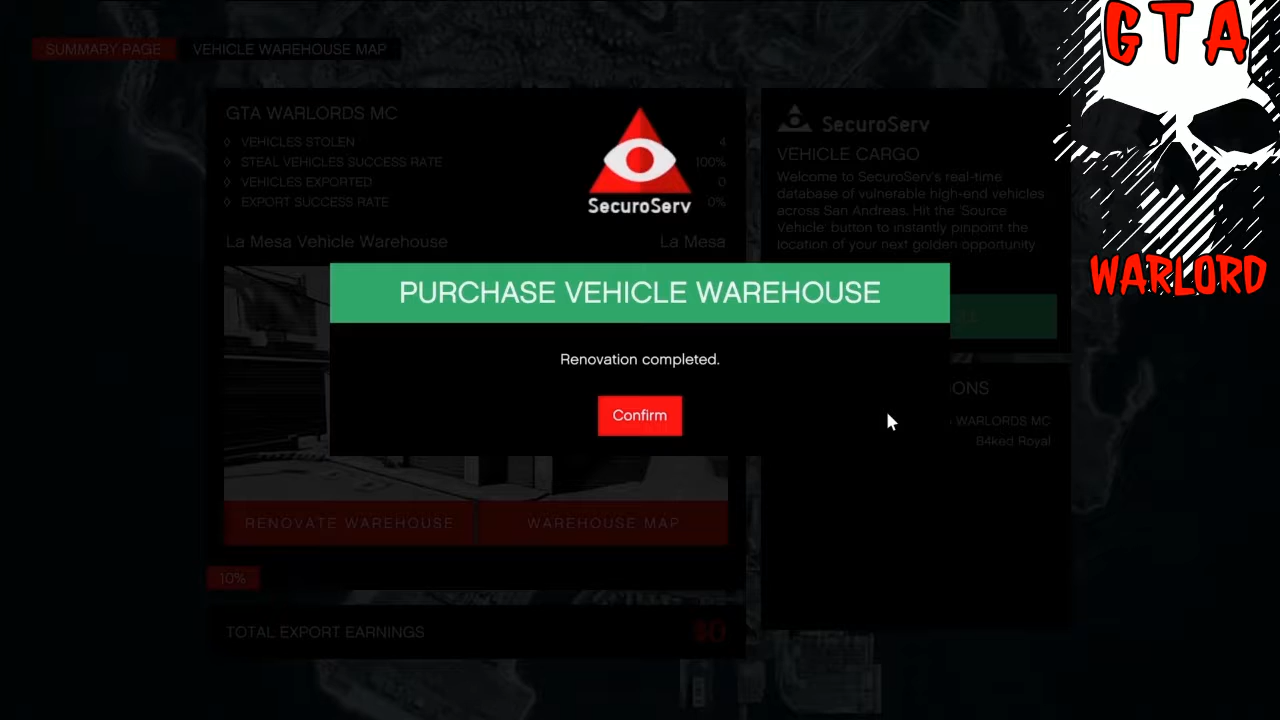 SUMMARY PAGE
VEHICLE WAREHOUSE MAP
GTA WARLORDS MC
VEHICLES STOLEN 4
STEAL VEHICLES SUCCESS RATE 100%
VEHICLES EXPORTED 0
EXPORT SUCCESS RATE 0%
SecuroServ
La Mesa Vehicle Warehouse La Mesa
PURCHASE VEHICLE WAREHOUSE
Renovation completed.
Confirm
RENOVATE WAREHOUSE
WAREHOUSE MAP
10%
TOTAL EXPORT EARNINGS $0
SecuroServ
VEHICLE CARGO
Welcome to SecuroServ's real-time
database of vulnerable high-end vehicles
across San Andreas. Hit the 'Source
Vehicle' button to instantly pinpoint the
location of your next golden opportunity
ONS
WARLORDS MC
B4ked Royal
GTA
WARLORD